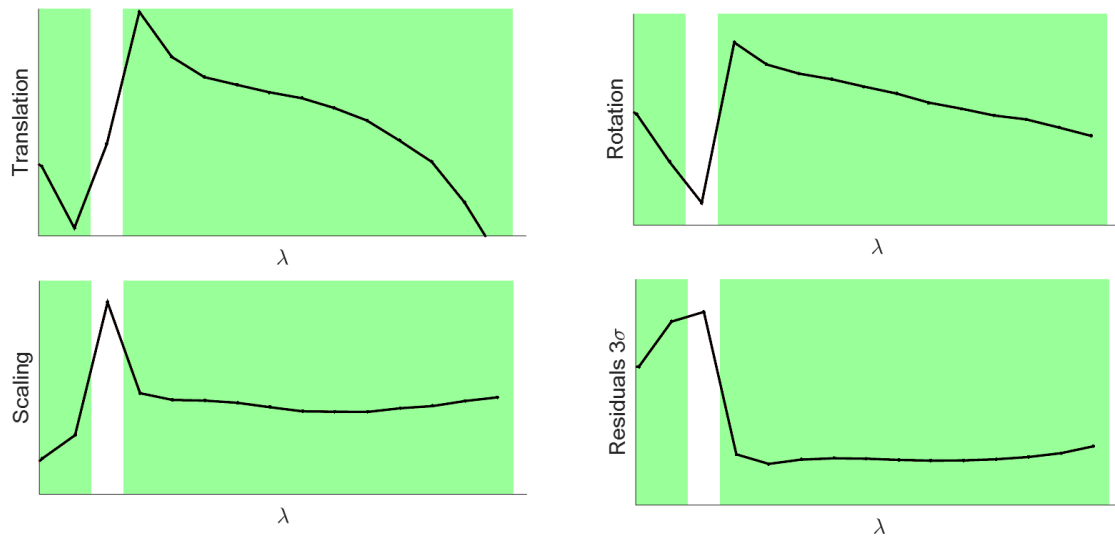 Translation
λ
Rotation
λ
Scaling
λ
Residuals 3σ
λ